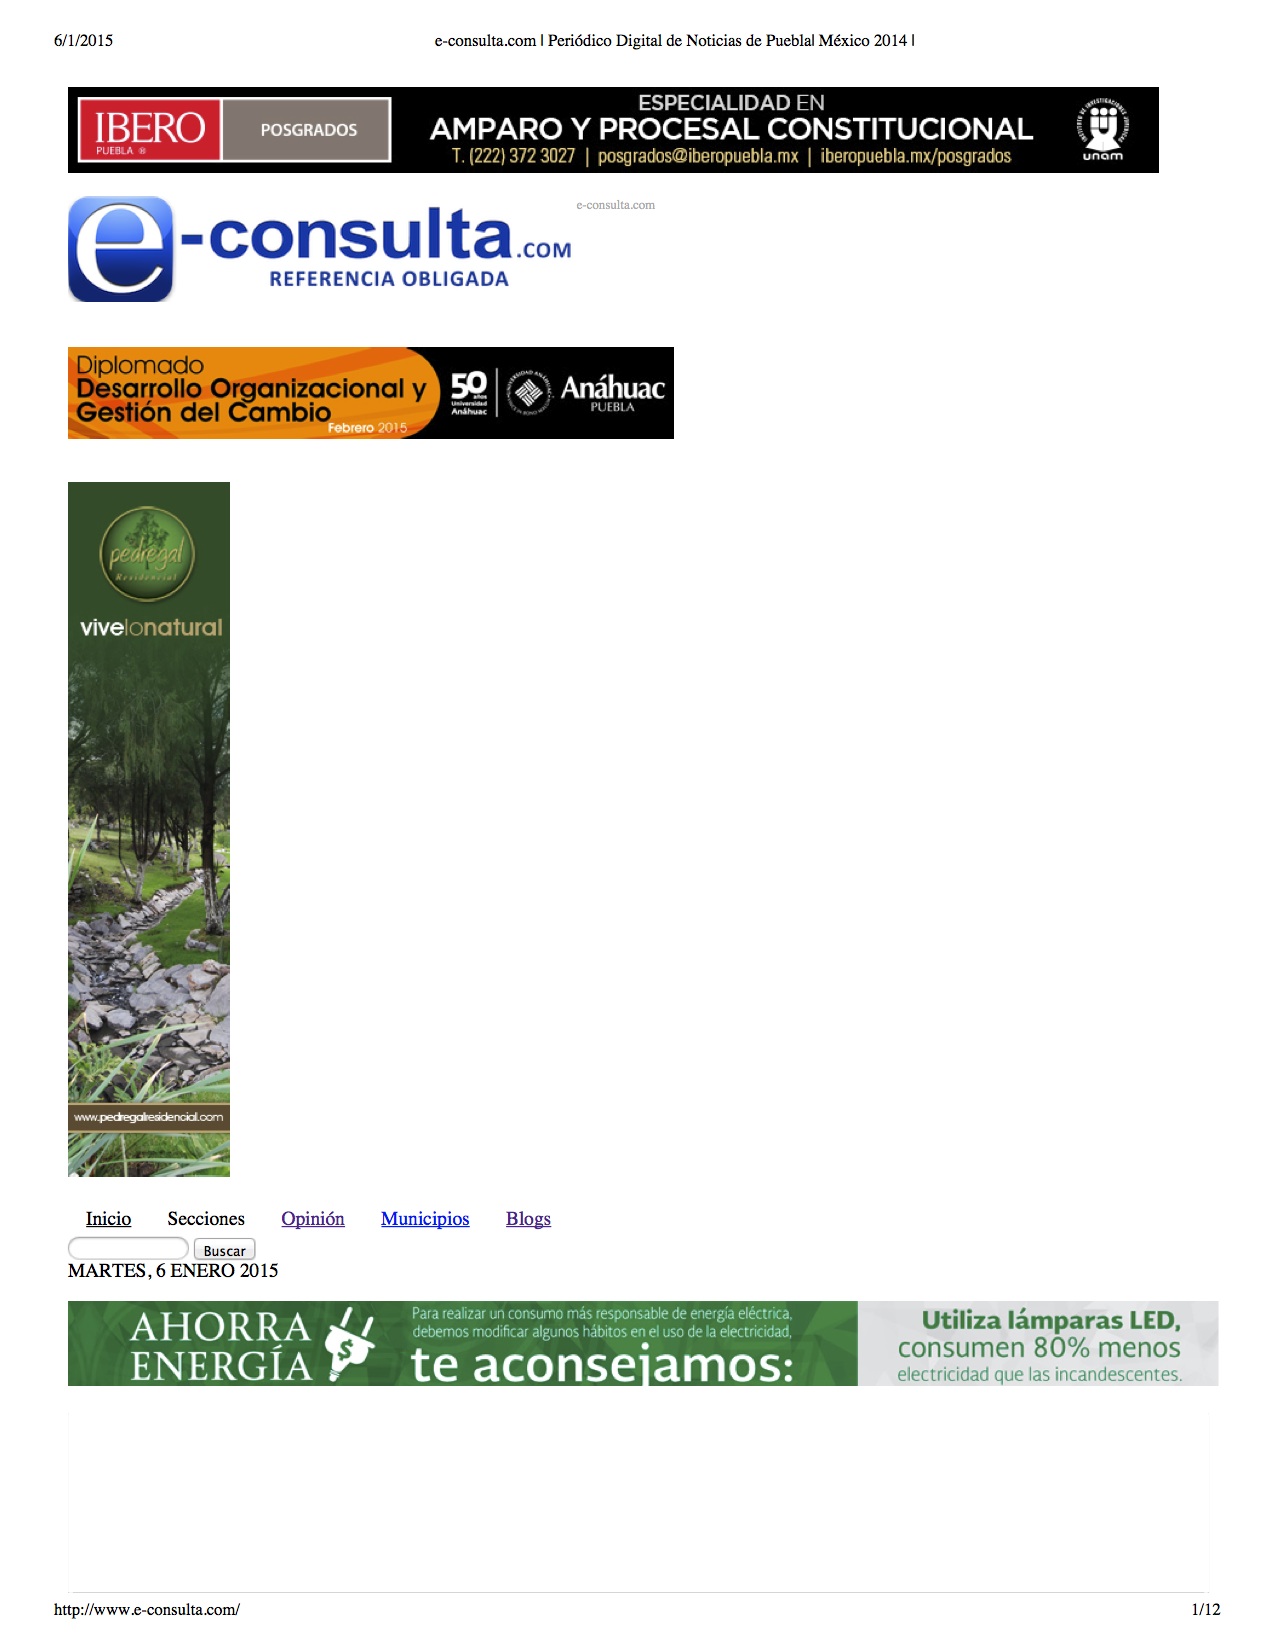 6/1/2015
e-consulta.com | Periódico Digital de Noticias de Puebla| México 2014 |
IBERO
PUEBLA ®
POSGRADOS
ESPECIALIDAD EN
AMPARO Y PROCESAL CONSTITUCIONAL
T. (222) 372 3027 | posgrados@iberopuebla.mx | iberopuebla.mx/posgrados
unam
e-consulta.com
REFERENCIA OBLIGADA
e-consulta.com
Diplomado
Desarrollo Organizacional y
Gestión del Cambio
Febrero 2015
50
años
Universidad
Anáhuac
Anáhuac
PUEBLA
pedregal
Residencial
vivelonatural
www.pedregalresidencial.com
Inicio Secciones Opinión Municipios Blogs
Buscar
MARTES, 6 ENERO 2015
AHORRA
ENERGÍA
Para realizar un consumo más responsable de energía eléctrica,
debemos modificar algunos hábitos en el uso de la electricidad,
te aconsejamos:
Utiliza lámparas LED,
consumen 80% menos
electricidad que las incandescentes.
http://www.e-consulta.com/
1/12